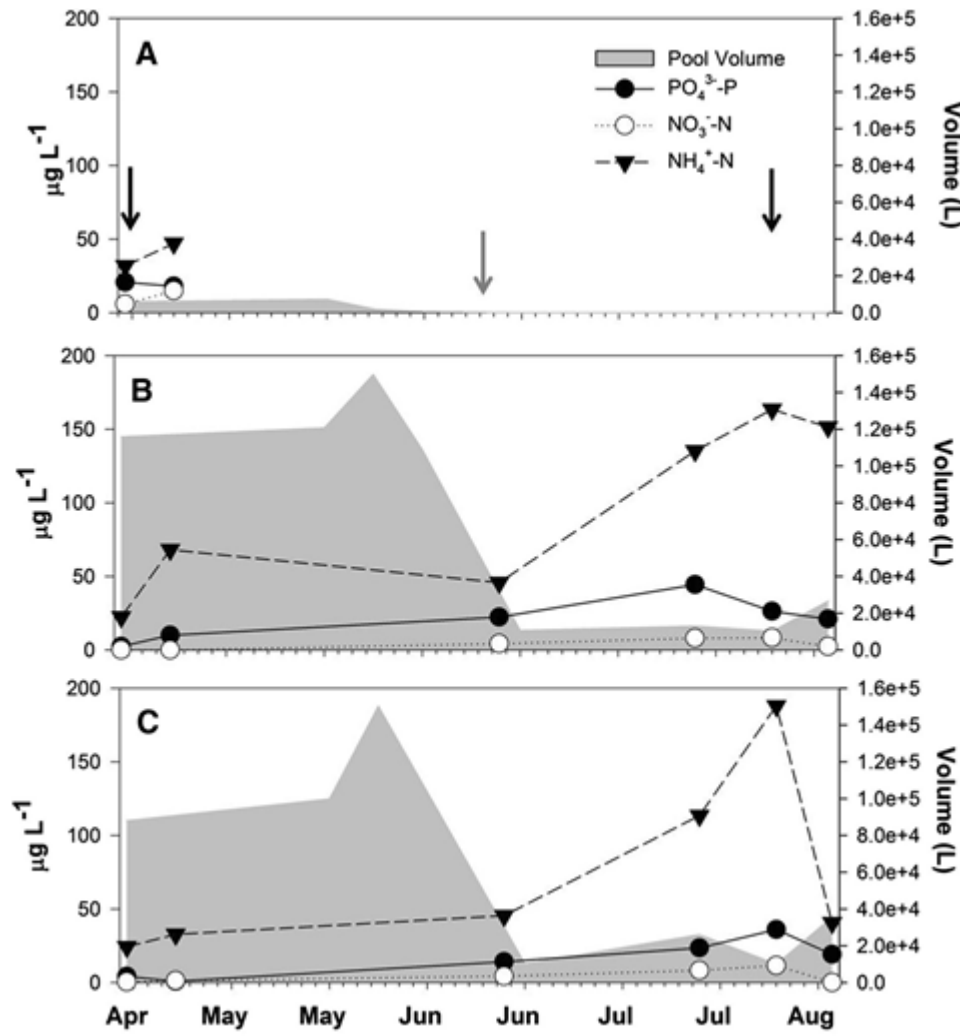 A
Pool Volume
PO₄³⁻-P
NO₃⁻-N
NH₄⁺-N
200
150
100
50
0
µg L⁻¹
1.6e+5
1.4e+5
1.2e+5
1.0e+5
8.0e+4
6.0e+4
4.0e+4
2.0e+4
0.0
Volume (L)
B
200
150
100
50
0
µg L⁻¹
1.6e+5
1.4e+5
1.2e+5
1.0e+5
8.0e+4
6.0e+4
4.0e+4
2.0e+4
0.0
Volume (L)
C
200
150
100
50
0
µg L⁻¹
1.6e+5
1.4e+5
1.2e+5
1.0e+5
8.0e+4
6.0e+4
4.0e+4
2.0e+4
0.0
Volume (L)
Apr May May Jun Jun Jul Jul Aug